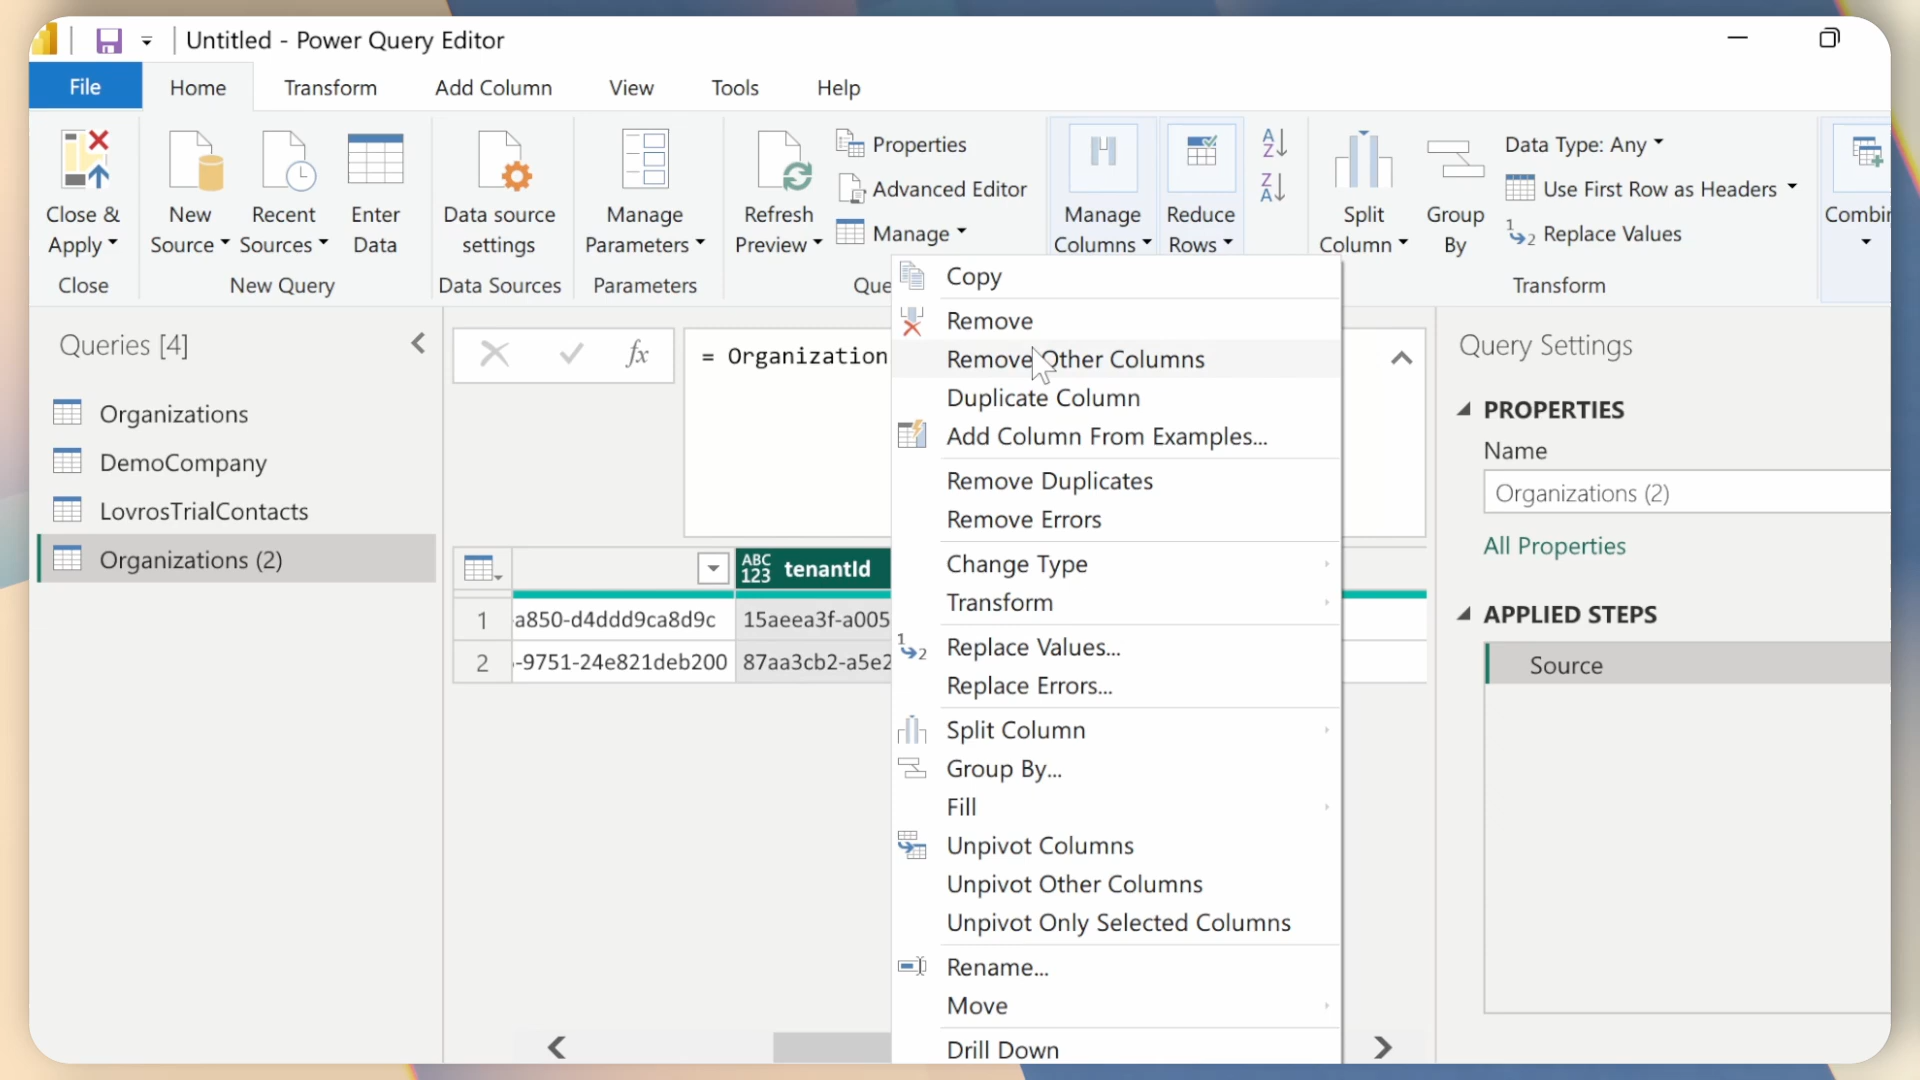 Untitled - Power Query Editor
File
Home
Transform
Add Column
View
Tools
Help
Close &
Apply
New
Source
Recent
Sources
Enter
Data
Data source
settings
Manage
Parameters
Refresh
Preview
Properties
Advanced Editor
Manage
Manage
Columns
Reduce
Rows
A
Z
Z
A
Split
Column
Group
By
Data Type: Any
Use First Row as Headers
1
2
Replace Values
Combin
Close
New Query
Data Sources
Parameters
Que
Transform
Queries [4]
Organizations
DemoCompany
LovrosTrialContacts
Organizations (2)
fx
= Organization
ABC
123
tenantId
1
a850-d4ddd9ca8d9c
15aeea3f-a005
2
-9751-24e821deb200
87aa3cb2-a5e2
Copy
Remove
Remove Other Columns
Duplicate Column
Add Column From Examples...
Remove Duplicates
Remove Errors
Change Type
Transform
1
2
Replace Values...
Replace Errors...
Split Column
Group By...
Fill
Unpivot Columns
Unpivot Other Columns
Unpivot Only Selected Columns
Rename...
Move
Drill Down
Query Settings
PROPERTIES
Name
Organizations (2)
All Properties
APPLIED STEPS
Source